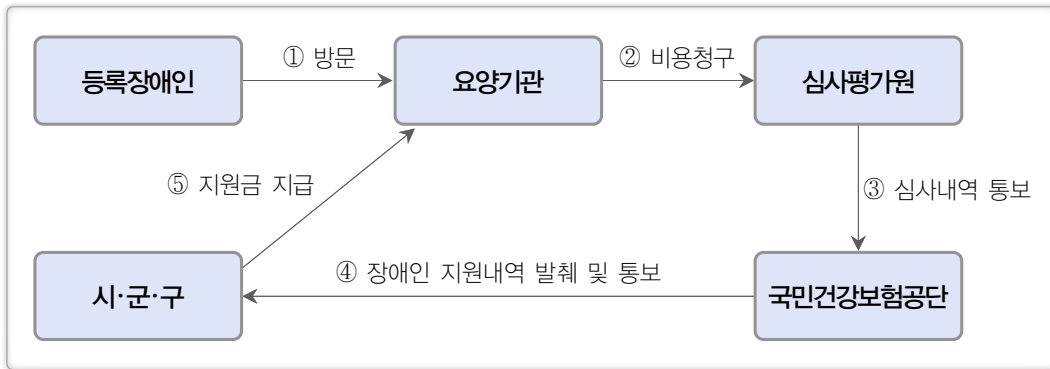 ① 방문
② 비용청구
등록장애인
요양기관
심사평가원
⑤ 지원금 지급
③ 심사내역 통보
④ 장애인 지원내역 발췌 및 통보
시·군·구
국민건강보험공단